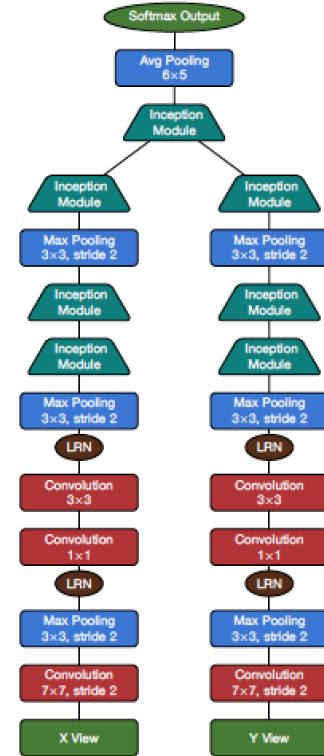 Softmax Output
Avg Pooling
6×5
Inception
Module
Inception
Module
Inception
Module
Max Pooling
3×3, stride 2
Max Pooling
3×3, stride 2
Inception
Module
Inception
Module
Inception
Module
Inception
Module
Max Pooling
3×3, stride 2
Max Pooling
3×3, stride 2
LRN
LRN
Convolution
3×3
Convolution
3×3
Convolution
1×1
Convolution
1×1
LRN
LRN
Max Pooling
3×3, stride 2
Max Pooling
3×3, stride 2
Convolution
7×7, stride 2
Convolution
7×7, stride 2
X View
Y View